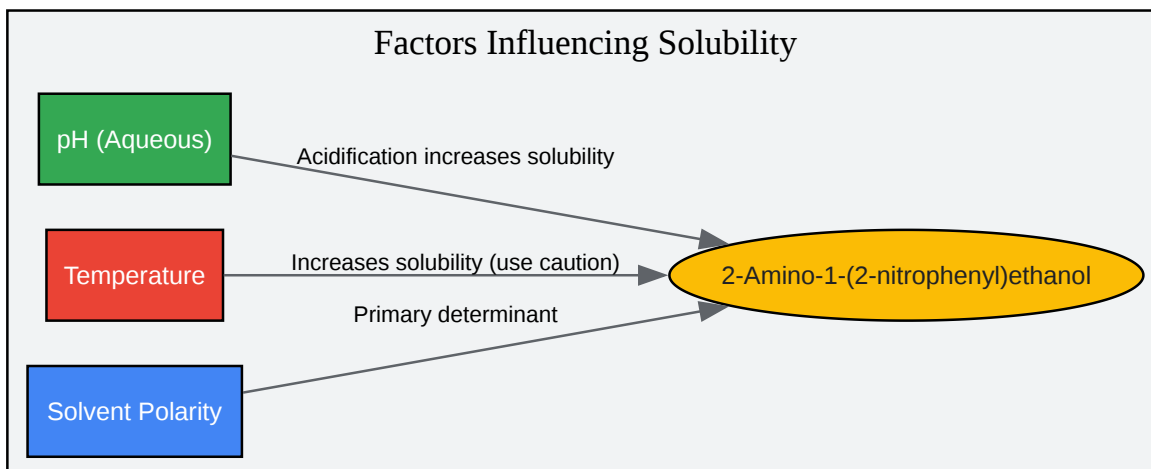 Factors Influencing Solubility
pH (Aqueous)
Acidification increases solubility
Temperature
Increases solubility (use caution)
2-Amino-1-(2-nitrophenyl)ethanol
Primary determinant
Solvent Polarity